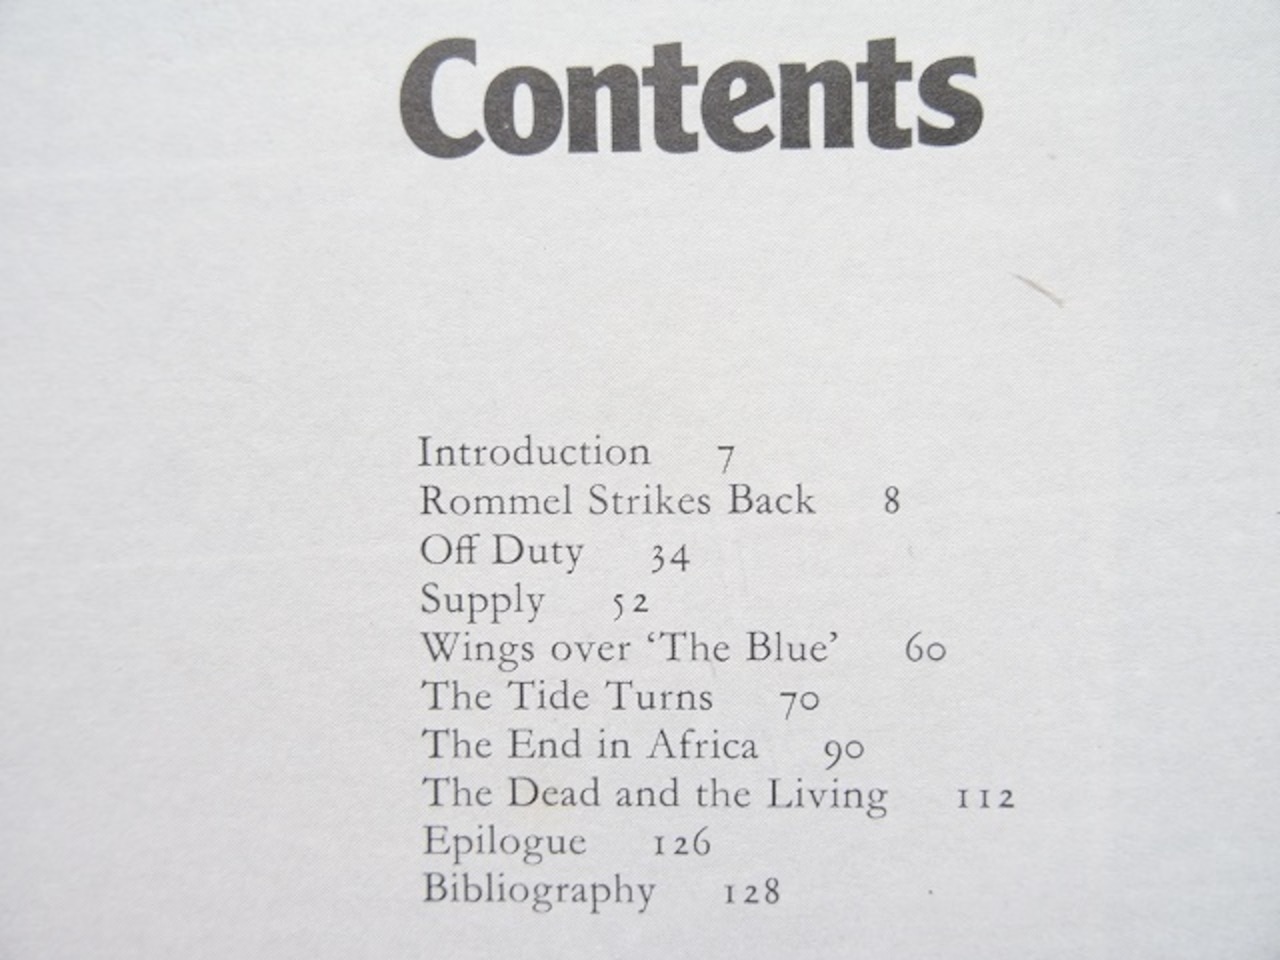 Contents
Introduction 7
Rommel Strikes Back 8
Off Duty 34
Supply 52
Wings over ‘The Blue’ 60
The Tide Turns 70
The End in Africa 90
The Dead and the Living 112
Epilogue 126
Bibliography 128